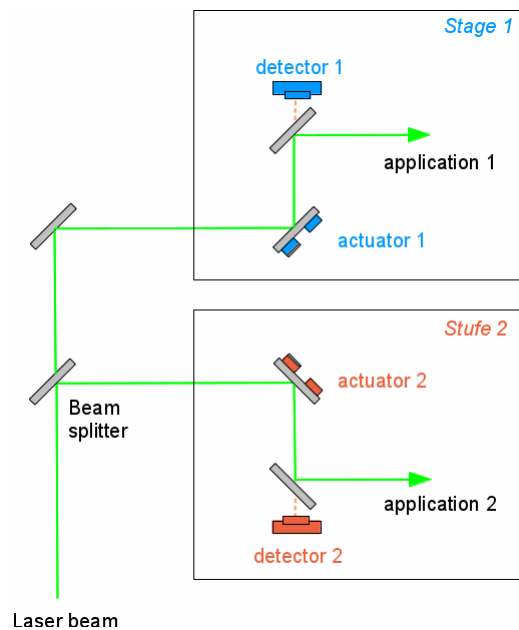 Stage 1
detector 1
application 1
actuator 1
Stufe 2
actuator 2
Beam
splitter
application 2
detector 2
Laser beam